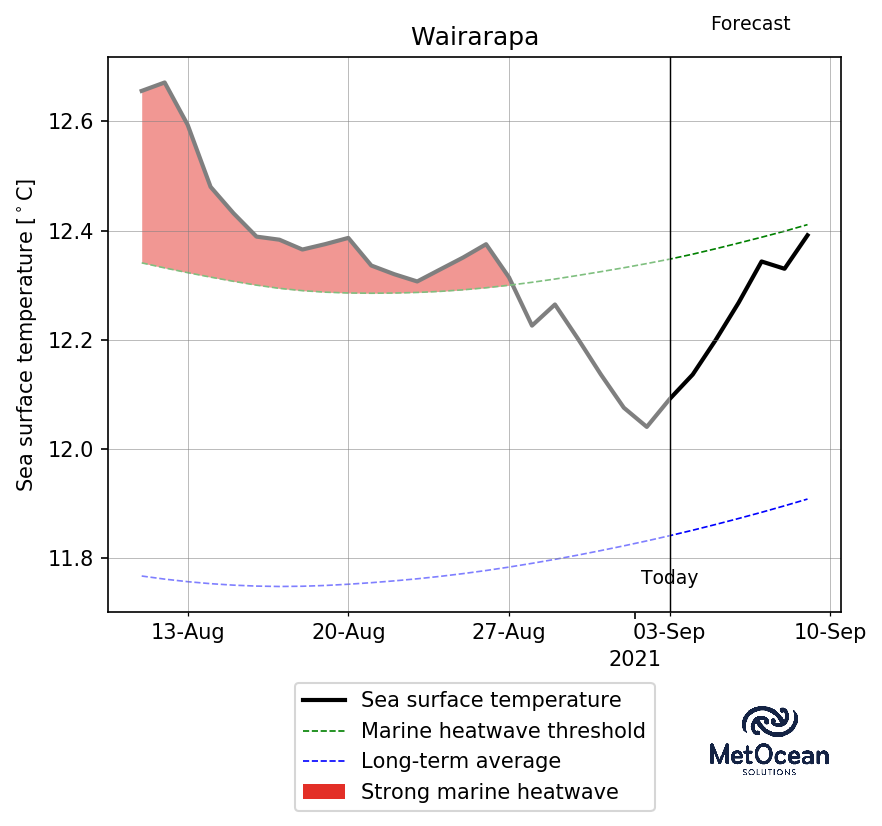 Forecast
Wairarapa
Sea surface temperature [°C]
12.6
12.4
12.2
12.0
11.8
Today
13-Aug 20-Aug 27-Aug 03-Sep 10-Sep
2021
Sea surface temperature
Marine heatwave threshold
Long-term average
Strong marine heatwave
MetOcean
SOLUTIONS